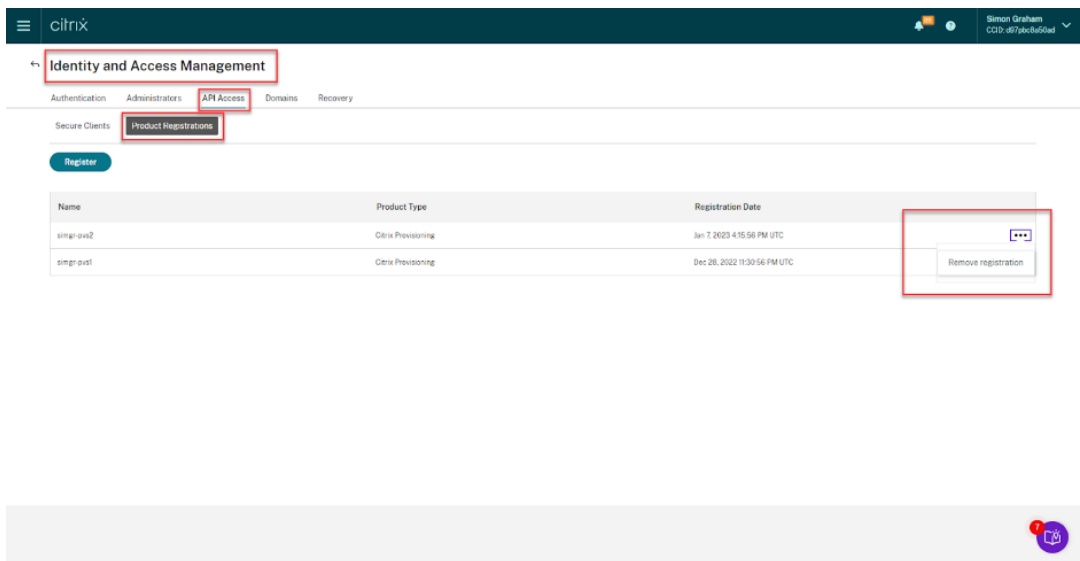 citrix
Simon Graham
CCID: d97pbc8a50ad
Identity and Access Management
Authentication Administrators API Access Domains Recovery
Secure Clients Product Registrations
Register
Name Product Type Registration Date
simgr-pvs2 Citrix Provisioning Jan 7, 2023 4:15:56 PM UTC
simgr-pvs1 Citrix Provisioning Dec 28, 2022 11:30:56 PM UTC
Remove registration
7